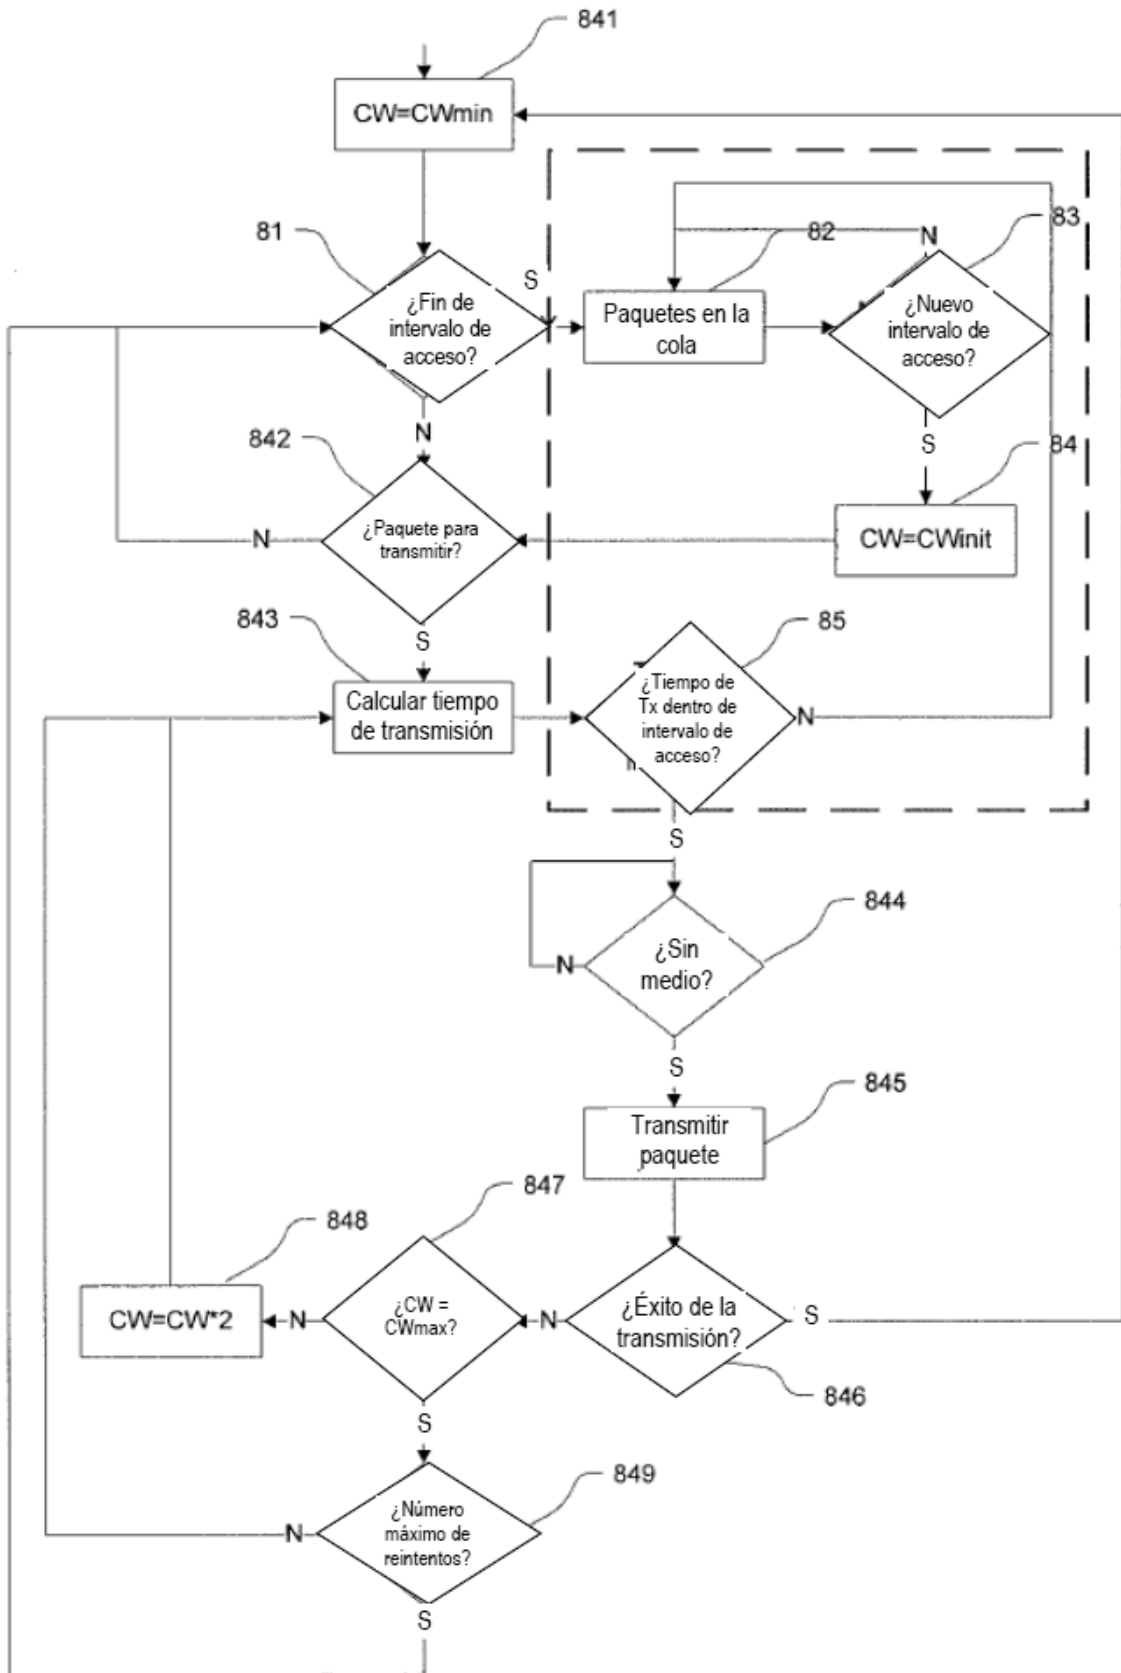 841
CW=CWmin
81
¿Fin de
intervalo de
acceso?
S
82
Paquetes en la
cola
N
83
¿Nuevo
intervalo de
acceso?
N
S
842
84
¿Paquete para
transmitir?
N
CW=CWinit
S
843
Calcular tiempo
de transmisión
85
¿Tiempo de
Tx dentro de
intervalo de
acceso?
N
S
844
¿Sin
medio?
N
S
845
Transmitir
paquete
847
848
CW=CW*2
N
¿CW =
CWmax?
N
¿Éxito de la
transmisión?
S
846
S
849
¿Número
máximo de
reintentos?
N
S